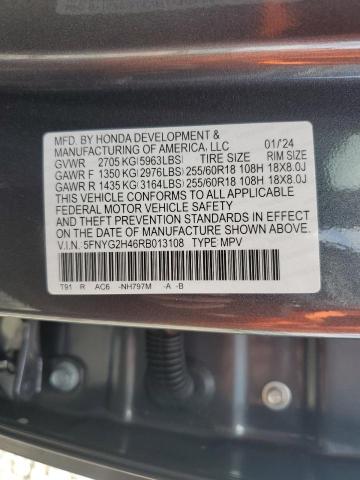 MFD. BY HONDA DEVELOPMENT &
MANUFACTURING OF AMERICA, LLC 01/24
GVWR 2705 KG(5963LBS) TIRE SIZE RIM SIZE
GAWR F 1350 KG(2976LBS) 255/60R18 108H 18X8.0J
GAWR R 1435 KG(3164LBS) 255/60R18 108H 18X8.0J
THIS VEHICLE CONFORMS TO ALL APPLICABLE
FEDERAL MOTOR VEHICLE SAFETY
AND THEFT PREVENTION STANDARDS IN EFFECT
ON THE DATE OF MANUFACTURE SHOWN ABOVE.
V.I.N.: 5FNYG2H46RB013108 TYPE MPV
T91 R AC6 -NH797M -A -B